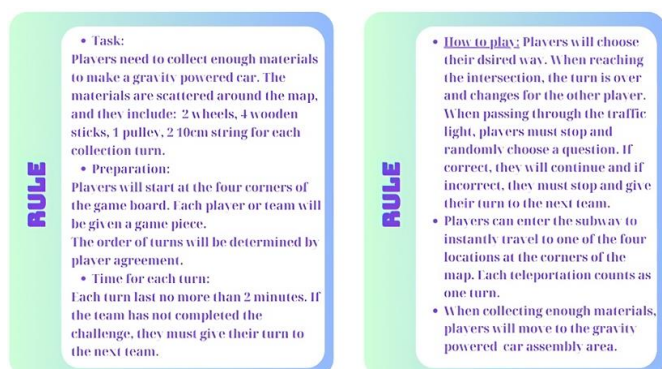 RULE
• Task:
Players need to collect enough materials
to make a gravity powered car. The
materials are scattered around the map,
and they include: 2 wheels, 4 wooden
sticks, 1 pulley, 2 10cm string for each
collection turn.
• Preparation:
Players will start at the four corners of
the game board. Each player or team will
be given a game piece.
The order of turns will be determined by
player agreement.
• Time for each turn:
Each turn last no more than 2 minutes. If
the team has not completed the
challenge, they must give their turn to
the next team.
RULE
• How to play: Players will choose
their dsired way. When reaching
the intersection, the turn is over
and changes for the other player.
When passing through the traffic
light, players must stop and
randomly choose a question. If
correct, they will continue and if
incorrect, they must stop and give
their turn to the next team.
• Players can enter the subway to
instantly travel to one of the four
locations at the corners of the
map. Each teleportation counts as
one turn.
• When collecting enough materials,
players will move to the gravity
powered car assembly area.